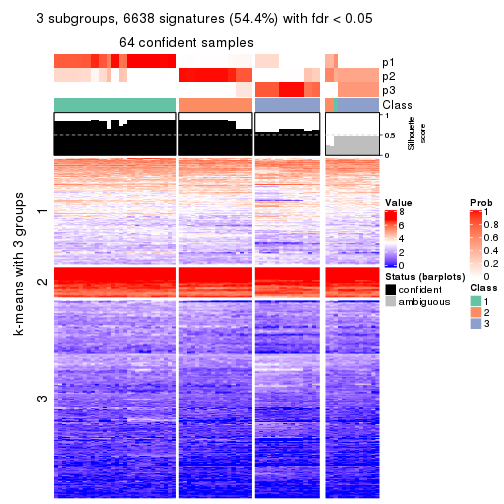 3 subgroups, 6638 signatures (54.4%) with fdr < 0.05
64 confident samples
p1
p2
p3
Class
1
0.5
0
Silhouette
score
k-means with 3 groups
1
2
3
Value
8
6
4
2
0
Prob
1
0.8
0.6
0.4
0.2
0
Status (barplots)
confident
ambiguous
Class
1
2
3